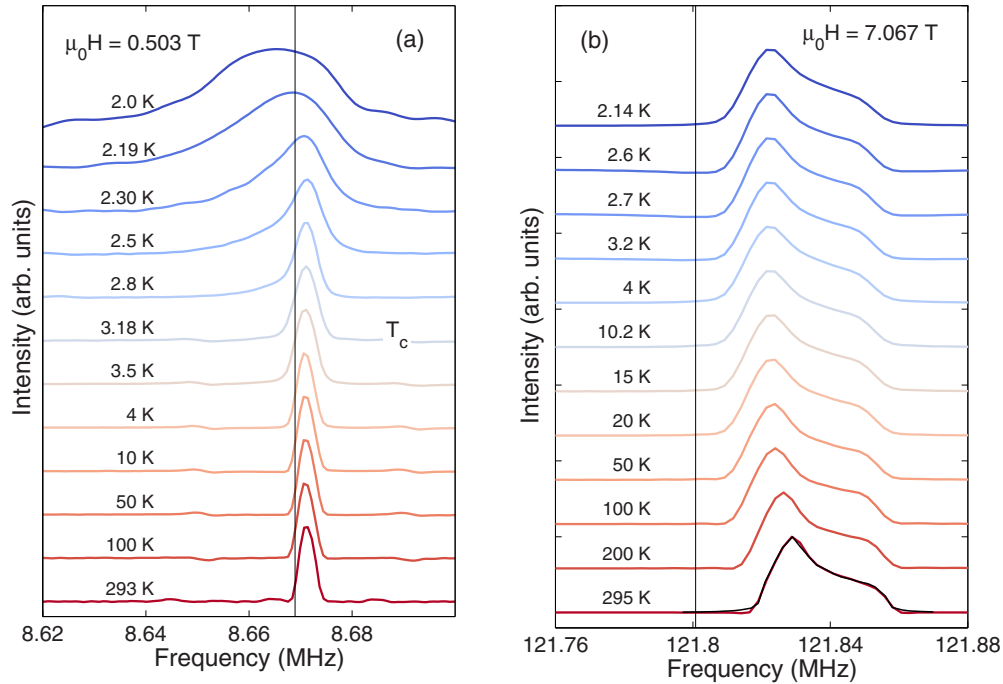 (a)
μ₀H = 0.503 T
2.0 K
2.19 K
2.30 K
2.5 K
2.8 K
3.18 K
T_c
3.5 K
4 K
10 K
50 K
100 K
293 K
8.62 8.64 8.66 8.68
Frequency (MHz)
Intensity (arb. units)
(b)
μ₀H = 7.067 T
2.14 K
2.6 K
2.7 K
3.2 K
4 K
10.2 K
15 K
20 K
50 K
100 K
200 K
295 K
121.76 121.8 121.84 121.88
Frequency (MHz)
Intensity (arb. units)